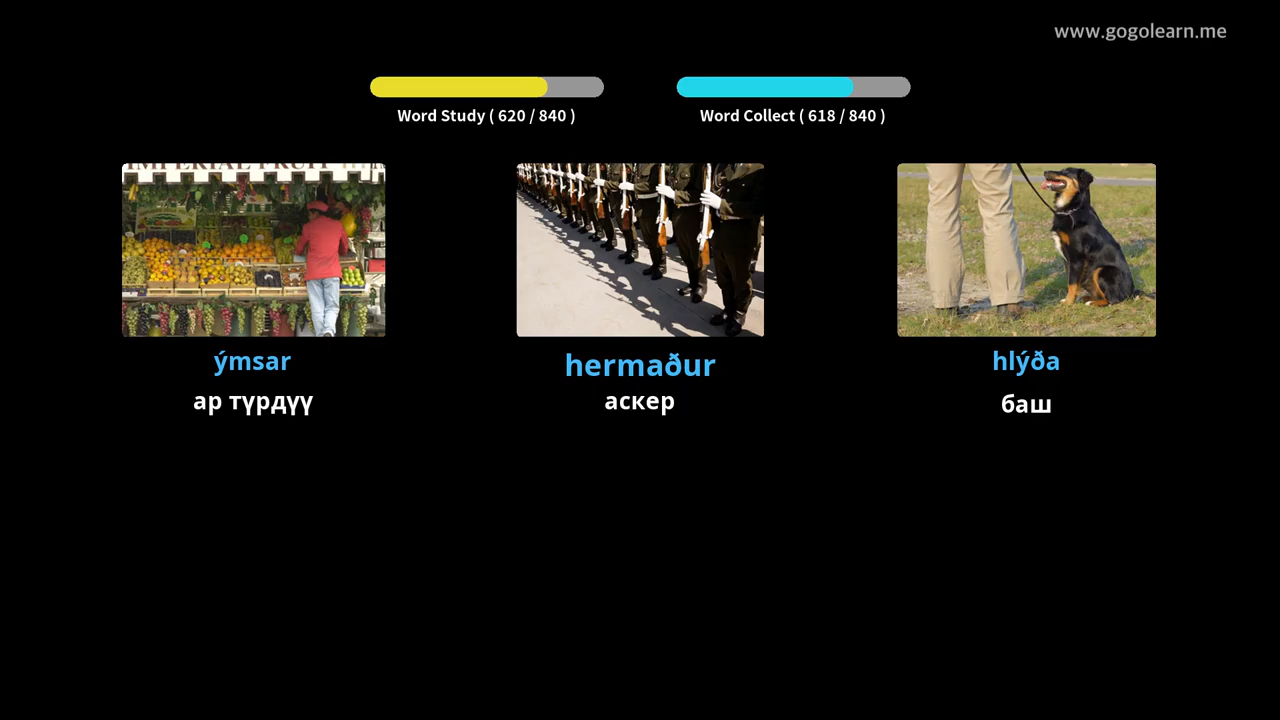 www.gogolearn.me
Word Study ( 620 / 840 )
Word Collect ( 618 / 840 )
ýmsar
ар түрдүү
hermaður
аскер
hlýða
баш